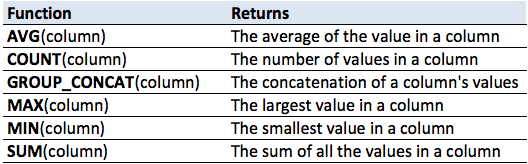 Function Returns
AVG(column) The average of the value in a column
COUNT(column) The number of values in a column
GROUP_CONCAT(column) The concatenation of a column's values
MAX(column) The largest value in a column
MIN(column) The smallest value in a column
SUM(column) The sum of all the values in a column